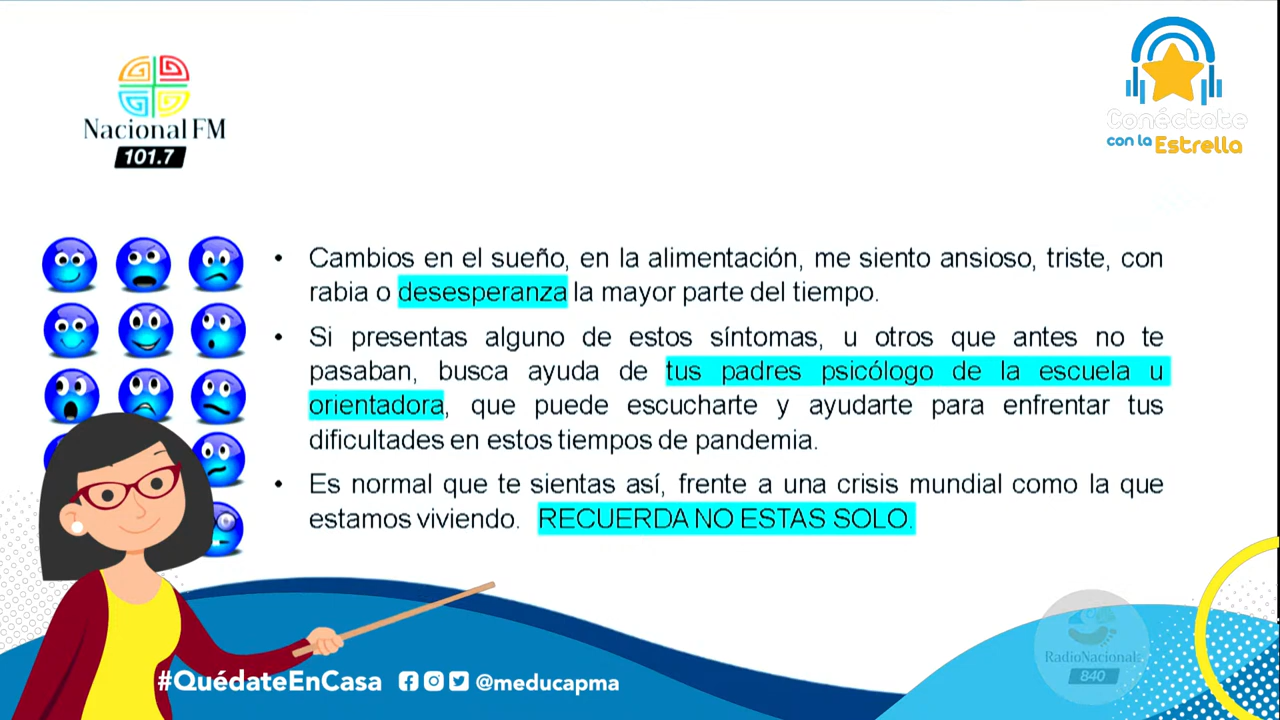 Nacional FM
101.7
Conéctate
con la Estrella
• Cambios en el sueño, en la alimentación, me siento ansioso, triste, con
rabia o desesperanza la mayor parte del tiempo.
• Si presentas alguno de estos síntomas, u otros que antes no te
pasaban, busca ayuda de tus padres psicólogo de la escuela u
orientadora, que puede escucharte y ayudarte para enfrentar tus
dificultades en estos tiempos de pandemia.
• Es normal que te sientas así, frente a una crisis mundial como la que
estamos viviendo. RECUERDA NO ESTAS SOLO.
RadioNacional
840
#QuédateEnCasa @meducapma